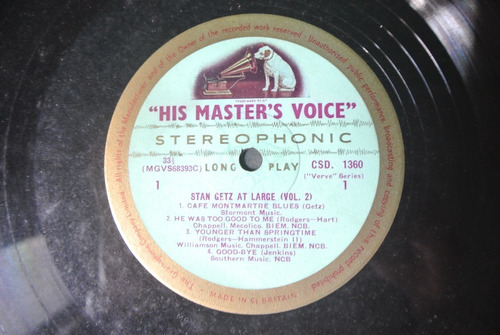 "HIS MASTER'S VOICE"
STEREOPHONIC
33⅓
(MGVS68393C) LONG PLAY CSD. 1360
("Verve" Series)
1 1
STAN GETZ AT LARGE (VOL. 2)
1. CAFE MONTMARTRE BLUES (Getz)
Stormont Music.
2. HE WAS TOO GOOD TO ME (Rodgers—Hart)
Chappell. Mecolico. BIEM. NCB.
3. YOUNGER THAN SPRINGTIME
(Rodgers—Hammerstein II)
Williamson Music. Chappell. BIEM. NCB.
4. GOOD-BYE (Jenkins)
Southern Music. NCB
MADE IN Gt BRITAIN
and of the Owner of the recorded work reserved · Unauthorised public performance broadcasting and copying of this record prohibited
All rights of the Manufacturer